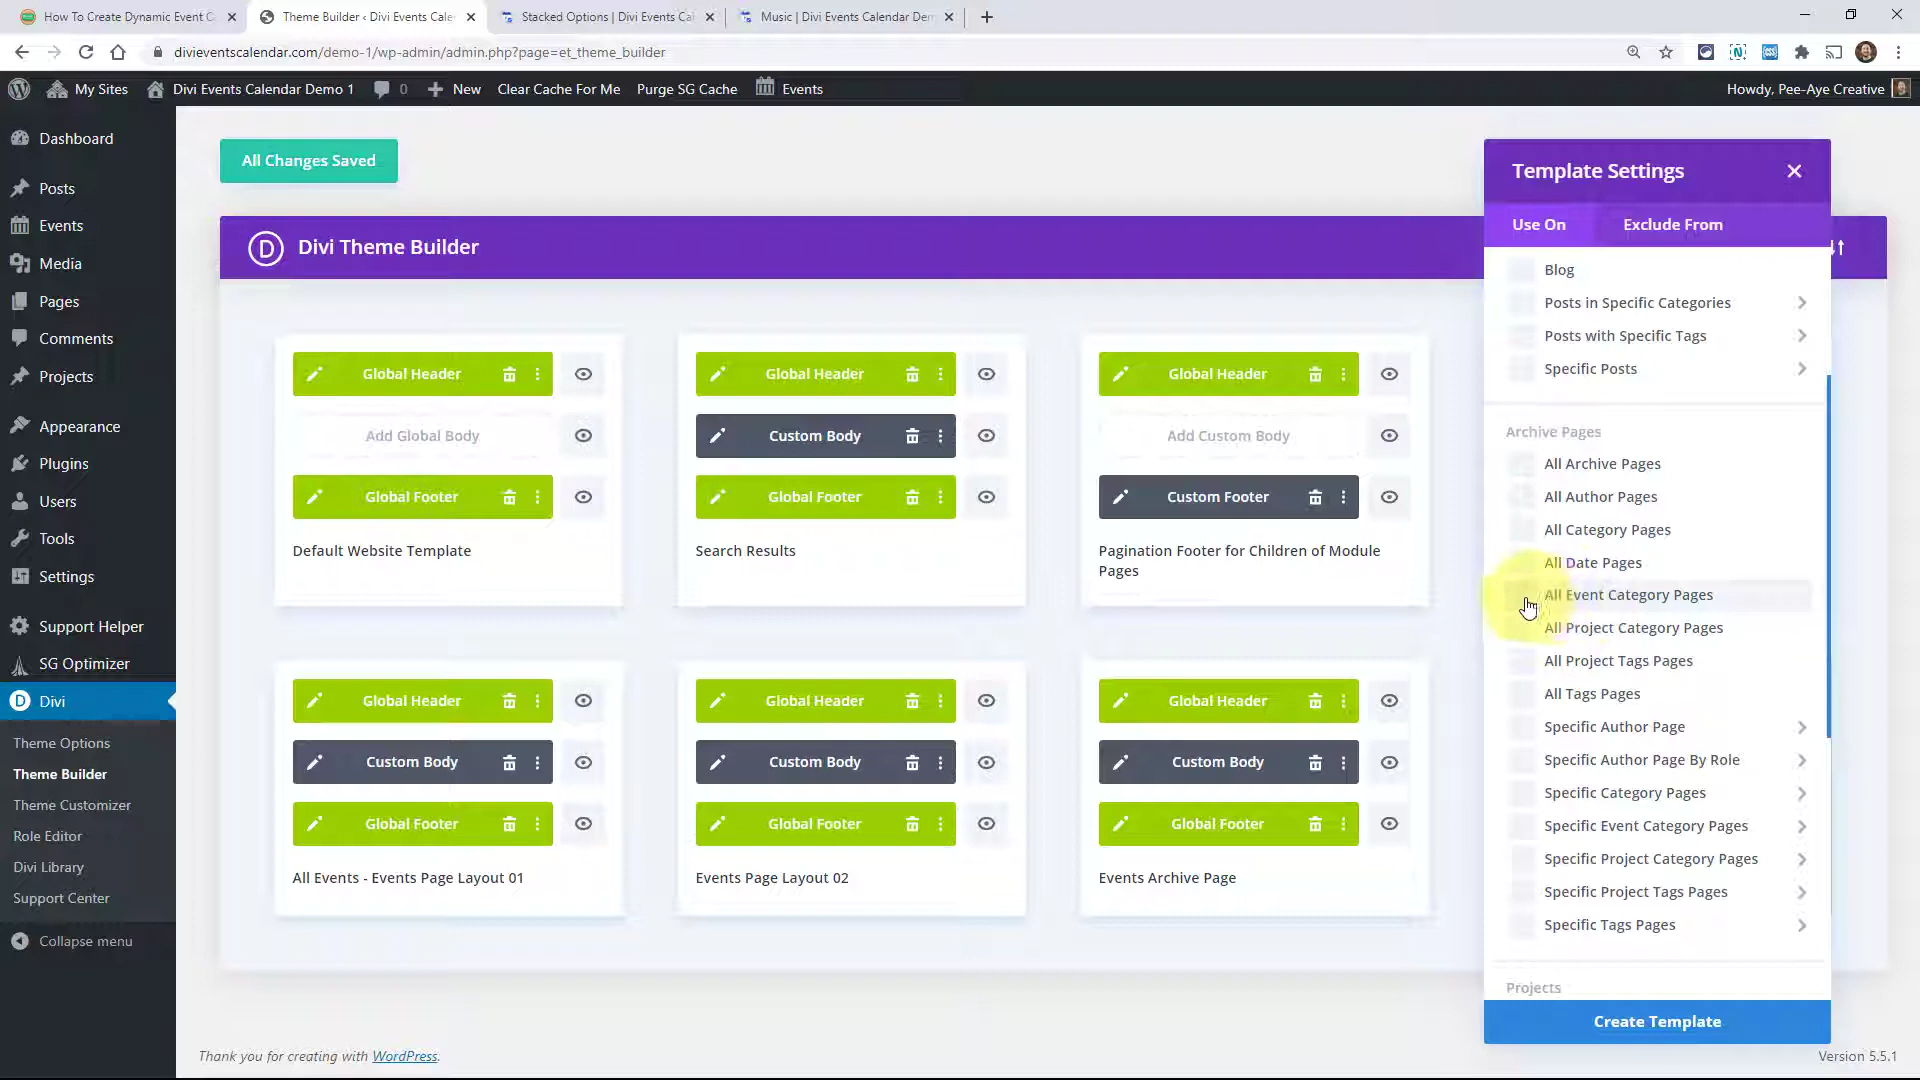 How To Create Dynamic Event C
Theme Builder ‹ Divi Events Cale
Stacked Options | Divi Events Cal
Music | Divi Events Calendar Dem
divieventscalendar.com/demo-1/wp-admin/admin.php?page=et_theme_builder
My Sites
Divi Events Calendar Demo 1
0
New
Clear Cache For Me
Purge SG Cache
Events
Howdy, Pee-Aye Creative
Dashboard
Posts
Events
Media
Pages
Comments
Projects
Appearance
Plugins
Users
Tools
Settings
Support Helper
SG Optimizer
Divi
Theme Options
Theme Builder
Theme Customizer
Role Editor
Divi Library
Support Center
Collapse menu
All Changes Saved
D Divi Theme Builder
Global Header
Add Global Body
Global Footer
Default Website Template
Global Header
Custom Body
Global Footer
Search Results
Global Header
Add Custom Body
Custom Footer
Pagination Footer for Children of Module
Pages
Global Header
Custom Body
Global Footer
All Events - Events Page Layout 01
Global Header
Custom Body
Global Footer
Events Page Layout 02
Global Header
Custom Body
Global Footer
Events Archive Page
Template Settings
Use On
Exclude From
Blog
Posts in Specific Categories
Posts with Specific Tags
Specific Posts
Archive Pages
All Archive Pages
All Author Pages
All Category Pages
All Date Pages
All Event Category Pages
All Project Category Pages
All Project Tags Pages
All Tags Pages
Specific Author Page
Specific Author Page By Role
Specific Category Pages
Specific Event Category Pages
Specific Project Category Pages
Specific Project Tags Pages
Specific Tags Pages
Projects
Create Template
Thank you for creating with WordPress.
Version 5.5.1